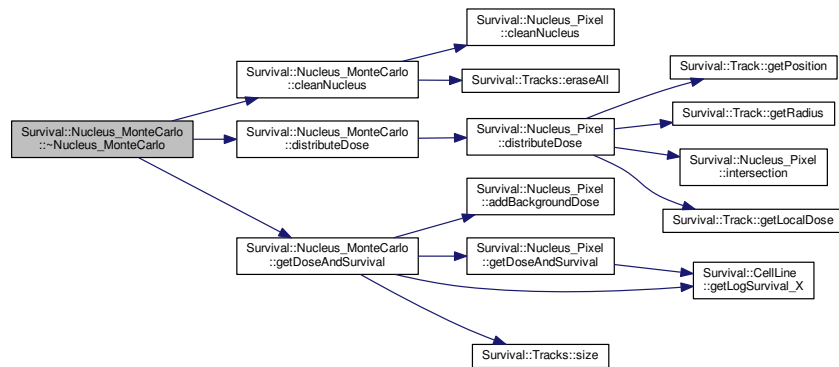 Survival::Nucleus_MonteCarlo
::~Nucleus_MonteCarlo
Survival::Nucleus_MonteCarlo
::cleanNucleus
Survival::Nucleus_Pixel
::cleanNucleus
Survival::Tracks::eraseAll
Survival::Nucleus_MonteCarlo
::distributeDose
Survival::Nucleus_Pixel
::distributeDose
Survival::Track::getPosition
Survival::Track::getRadius
Survival::Nucleus_Pixel
::intersection
Survival::Track::getLocalDose
Survival::Nucleus_MonteCarlo
::getDoseAndSurvival
Survival::Nucleus_Pixel
::addBackgroundDose
Survival::Nucleus_Pixel
::getDoseAndSurvival
Survival::CellLine
::getLogSurvival_X
Survival::Tracks::size